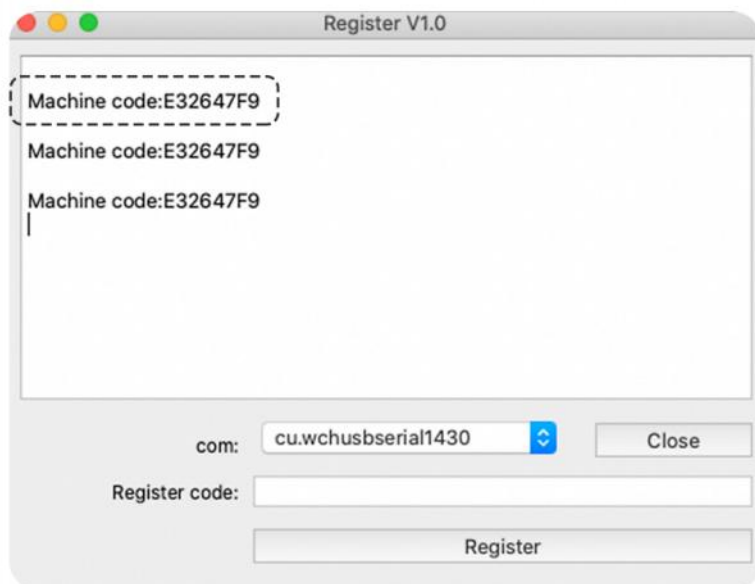 Register V1.0
Machine code:E32647F9
Machine code:E32647F9
Machine code:E32647F9
com: cu.wchusbserial1430 Close
Register code:
Register